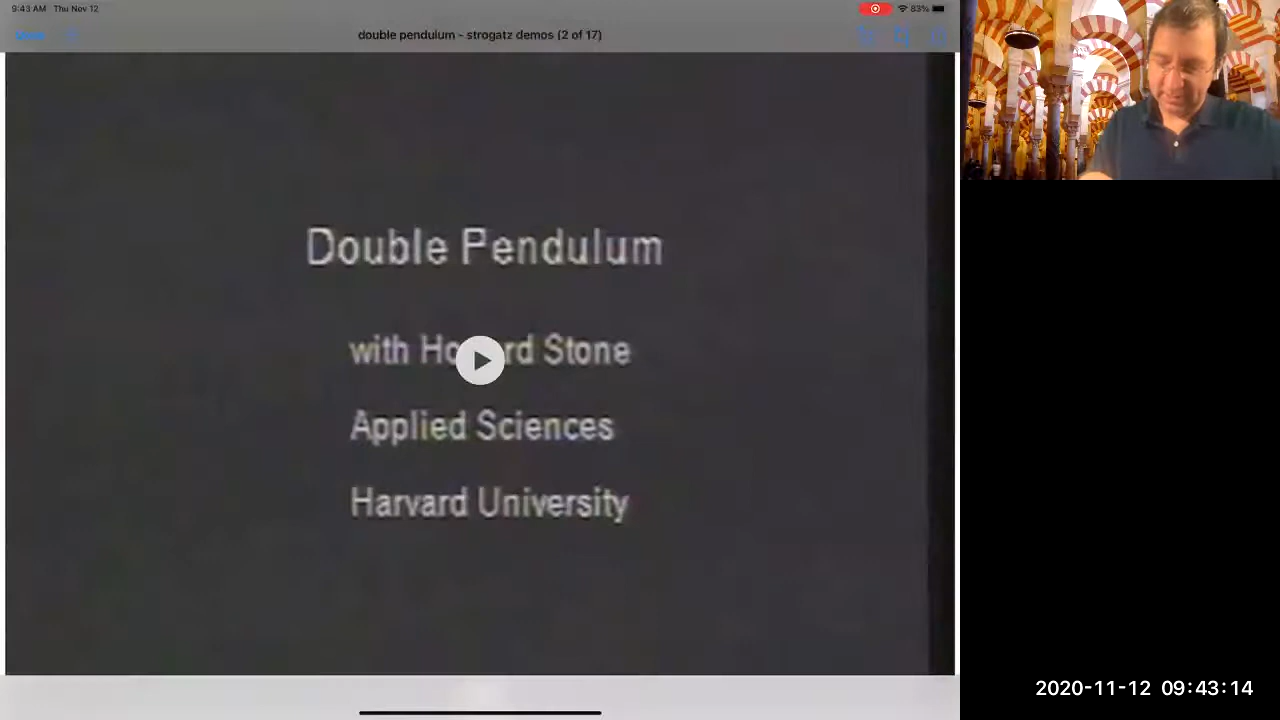 9:43 AM Thu Nov 12
83%
double pendulum - strogatz demos (2 of 17)
Double Pendulum
with Ho rd Stone
Applied Sciences
Harvard University
2020-11-12 09:43:14